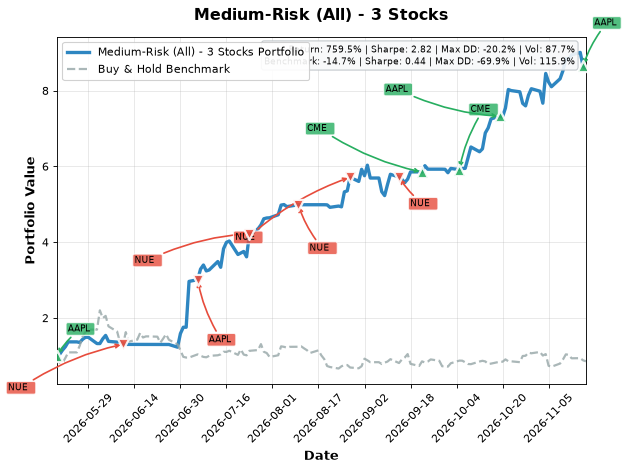 Medium-Risk (All) - 3 Stocks
AAPL
Medium-Risk (All) - 3 Stocks Portfolio
Buy & Hold Benchmark
759.5% | Sharpe: 2.82 | Max DD: -20.2% | Vol: 87.7%
-14.7% | Sharpe: 0.44 | Max DD: -69.9% | Vol: 115.9%
AAPL
CME
CME
NUE
NUE
NUE
NUE
AAPL
AAPL
NUE
Portfolio Value
8
6
4
2
2026-05-29
2026-06-14
2026-06-30
2026-07-16
2026-08-01
2026-08-17
2026-09-02
2026-09-18
2026-10-04
2026-10-20
2026-11-05
Date